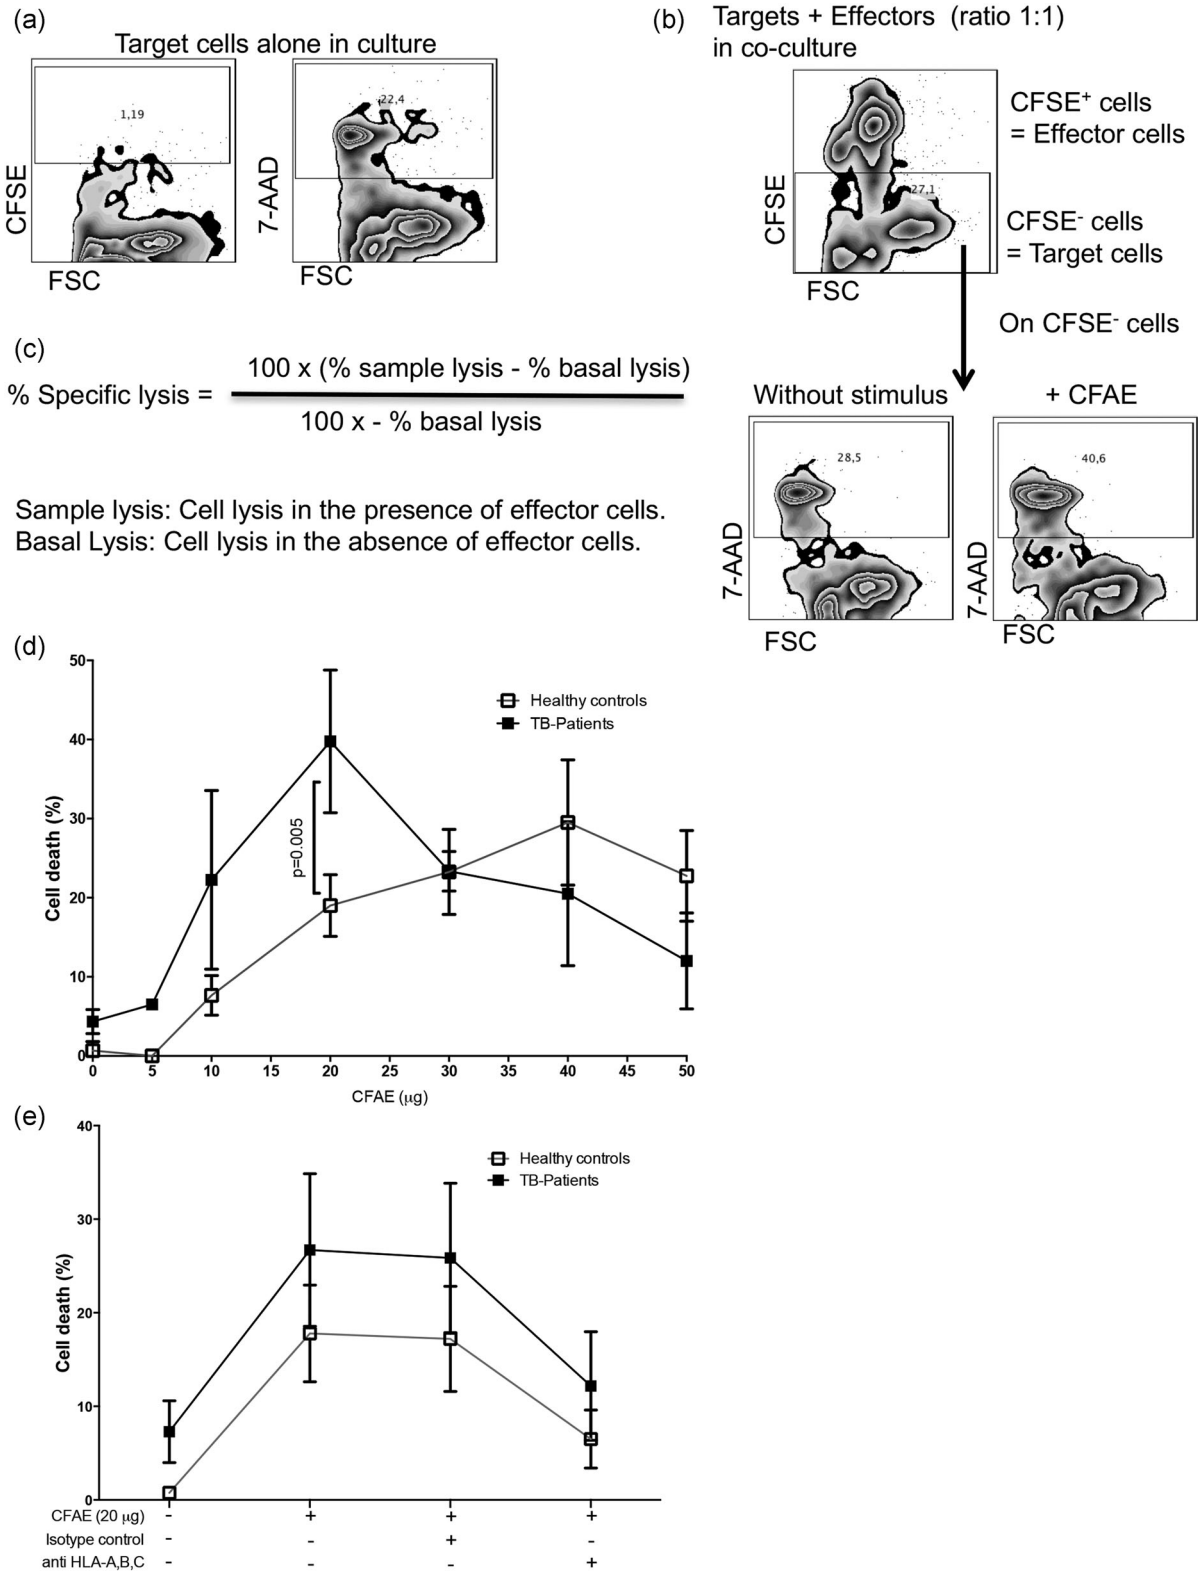 (a)
Target cells alone in culture
1,19
CFSE
FSC
22,4
7-AAD
FSC
(b)
Targets + Effectors (ratio 1:1)
in co-culture
CFSE
27,1
FSC
CFSE+ cells
= Effector cells
CFSE- cells
= Target cells
On CFSE- cells
Without stimulus
28,5
7-AAD
FSC
+ CFAE
40,6
7-AAD
FSC
(c)
% Specific lysis =
100 x (% sample lysis - % basal lysis)
100 x - % basal lysis
Sample lysis: Cell lysis in the presence of effector cells.
Basal Lysis: Cell lysis in the absence of effector cells.
(d)
50
40
30
20
10
0
Cell death (%)
Healthy controls
TB-Patients
p=0.005
0 5 10 15 20 25 30 35 40 45 50
CFAE (μg)
(e)
40
30
20
10
0
Cell death (%)
Healthy controls
TB-Patients
CFAE (20 μg) - + + +
Isotype control - - + -
anti HLA-A,B,C - - - +